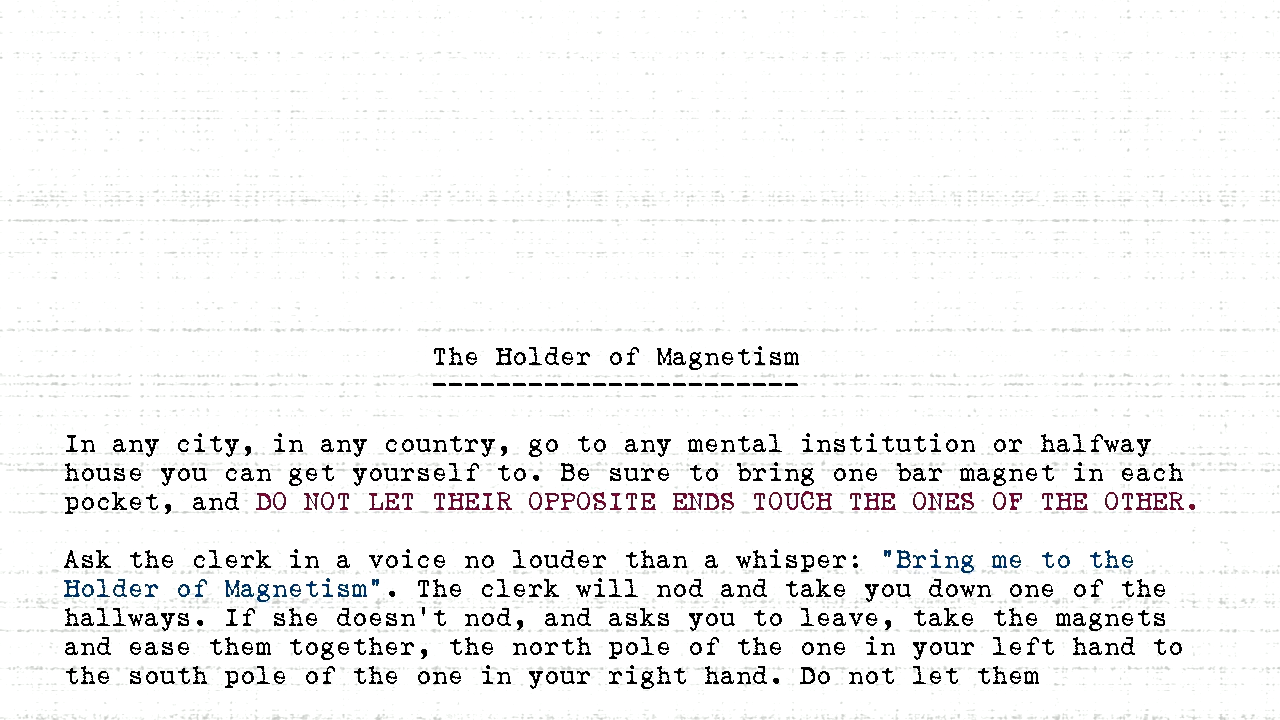 The Holder of Magnetism
-----------------------
In any city, in any country, go to any mental institution or halfway
house you can get yourself to. Be sure to bring one bar magnet in each
pocket, and DO NOT LET THEIR OPPOSITE ENDS TOUCH THE ONES OF THE OTHER.
Ask the clerk in a voice no louder than a whisper: "Bring me to the
Holder of Magnetism". The clerk will nod and take you down one of the
hallways. If she doesn't nod, and asks you to leave, take the magnets
and ease them together, the north pole of the one in your left hand to
the south pole of the one in your right hand. Do not let them